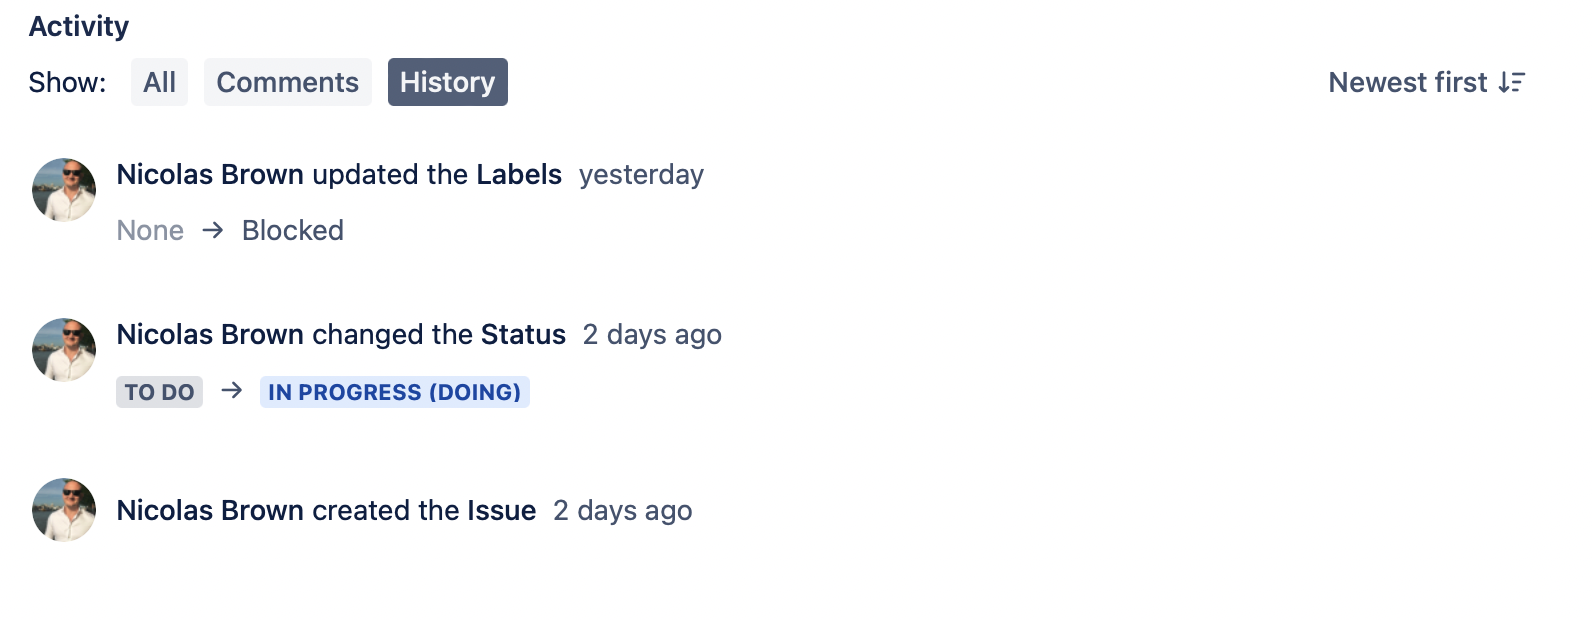 Activity
Show: All Comments History Newest first
Nicolas Brown updated the Labels yesterday
None → Blocked
Nicolas Brown changed the Status 2 days ago
TO DO → IN PROGRESS (DOING)
Nicolas Brown created the Issue 2 days ago